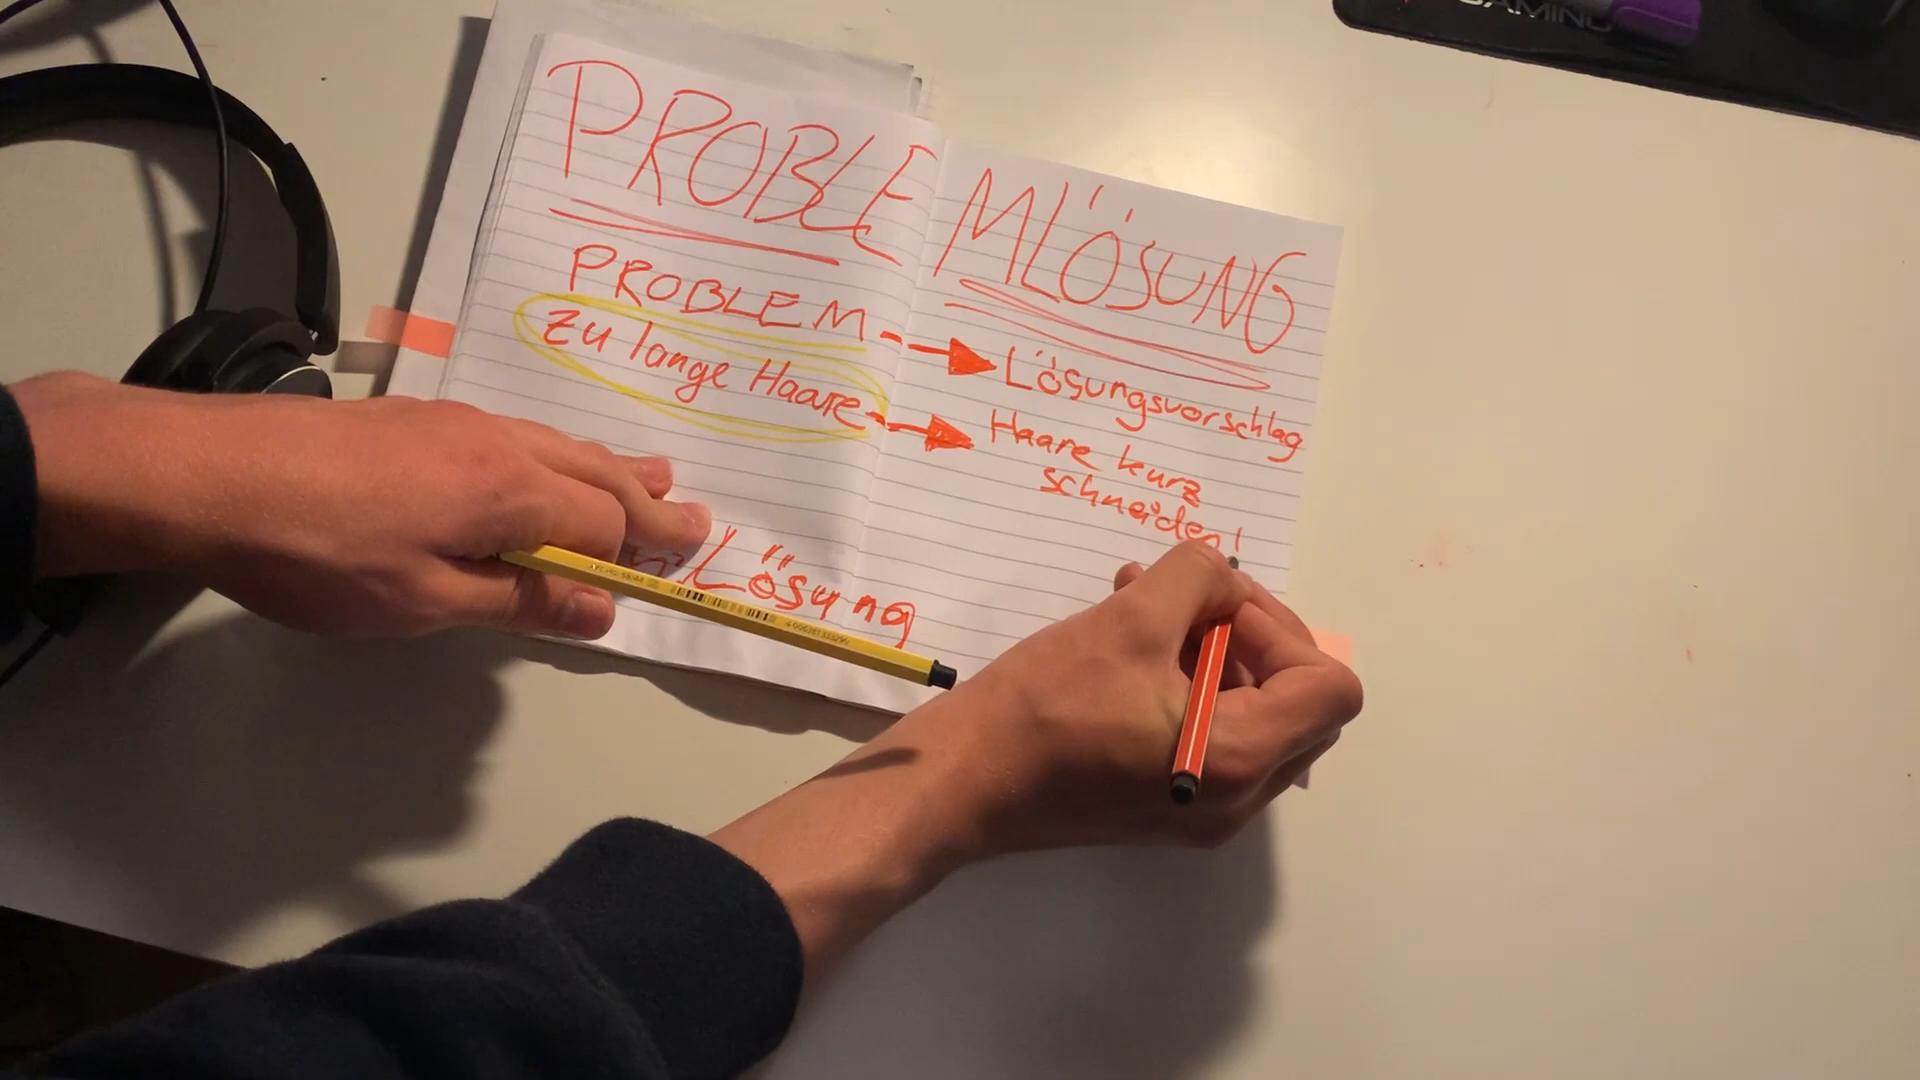 PROBLEMLÖSUNG
PROBLEM → Lösungsvorschlag
zu lange Haare → Haare kurz
schneiden!
Lösung